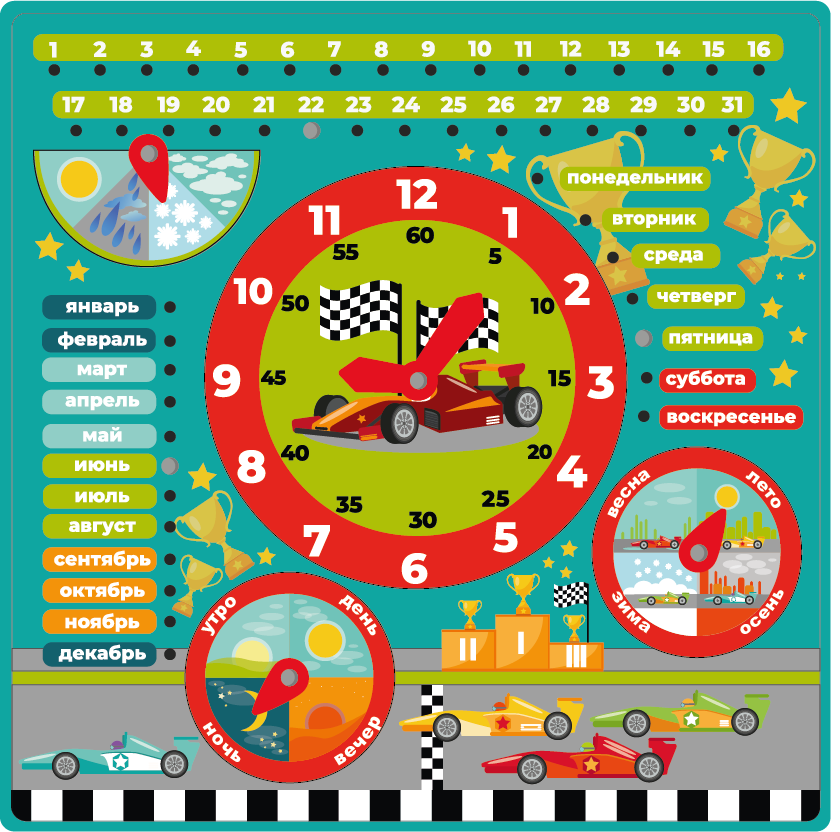 1 2 3 4 5 6 7 8 9 10 11 12 13 14 15 16
17 18 19 20 21 22 23 24 25 26 27 28 29 30 31
понедельник
вторник
среда
четверг
пятница
суббота
воскресенье
январь
февраль
март
апрель
май
июнь
июль
август
сентябрь
октябрь
ноябрь
декабрь
12
1
2
3
4
5
6
7
8
9
10
11
60
5
10
15
20
25
30
35
40
45
50
55
весна
лето
зима
осень
утро
день
ночь
вечер
II I III